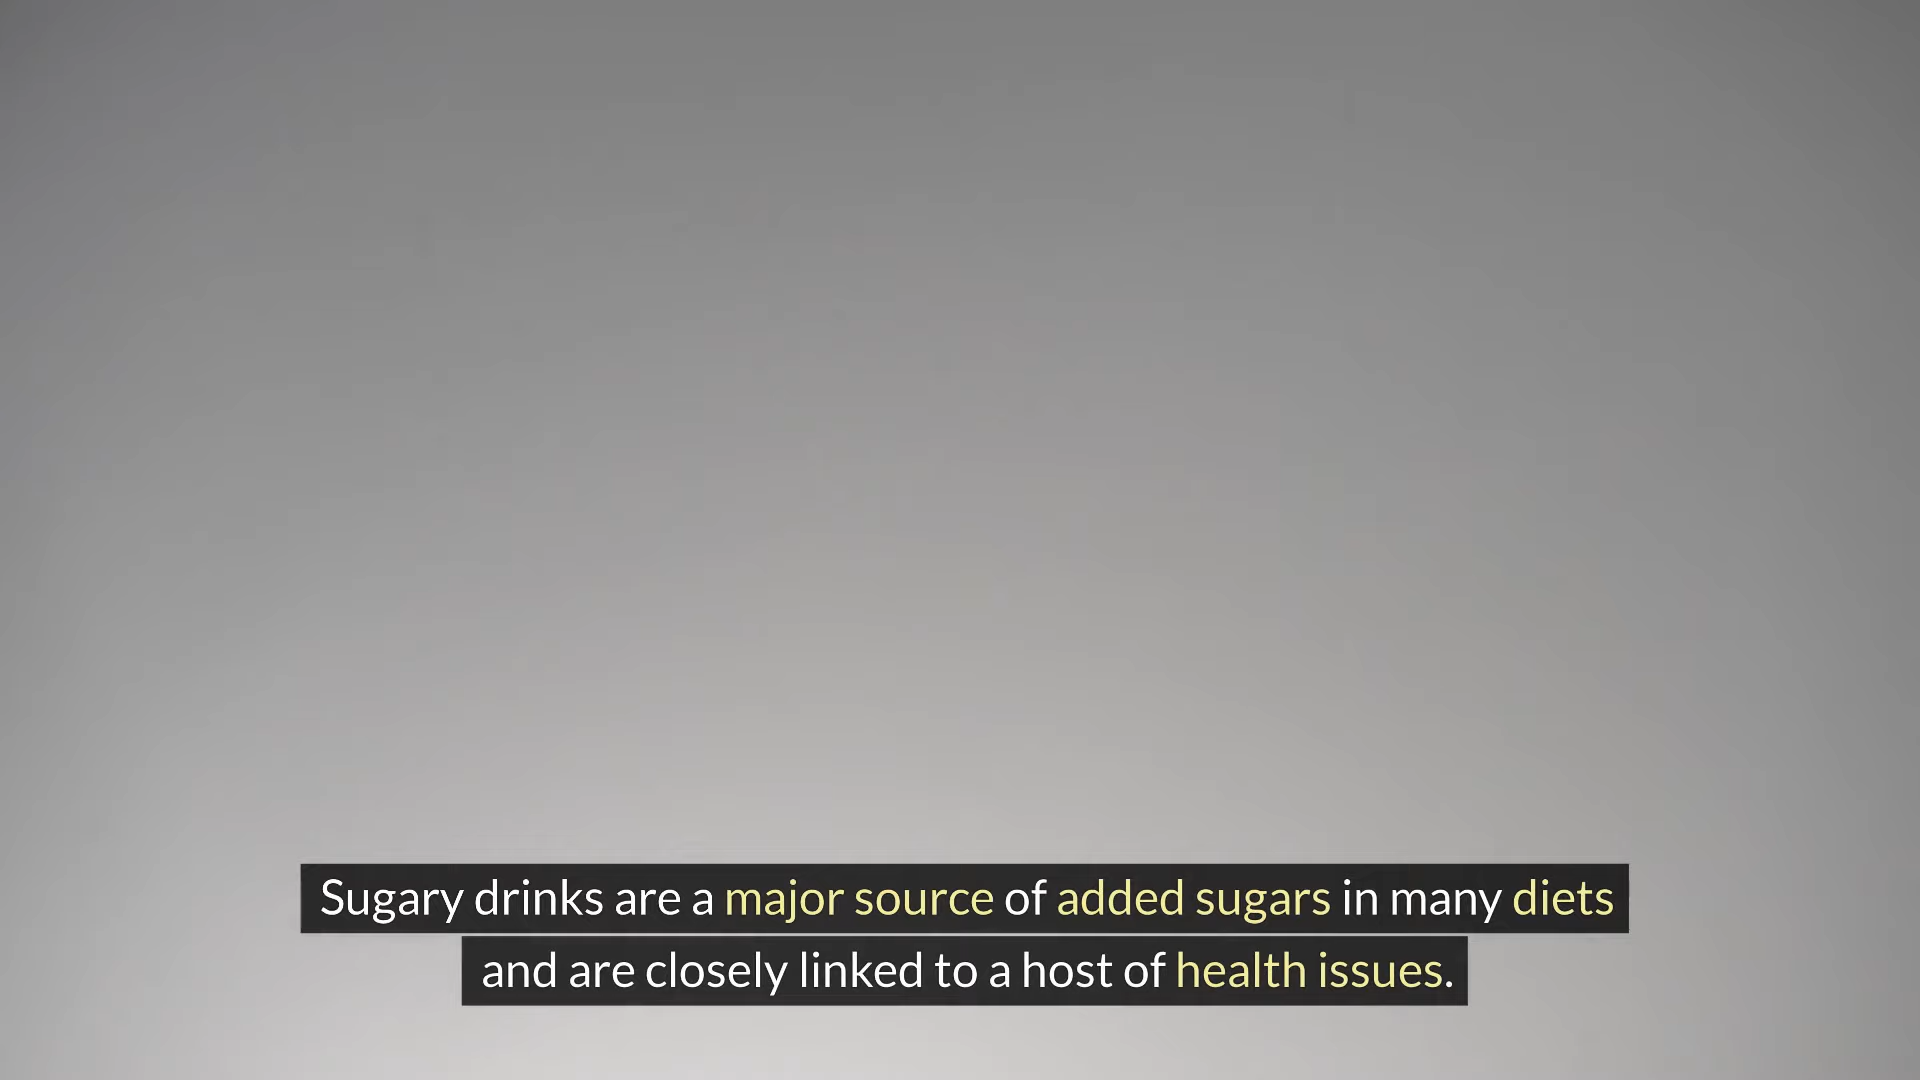 Sugary drinks are a major source of added sugars in many diets
and are closely linked to a host of health issues.